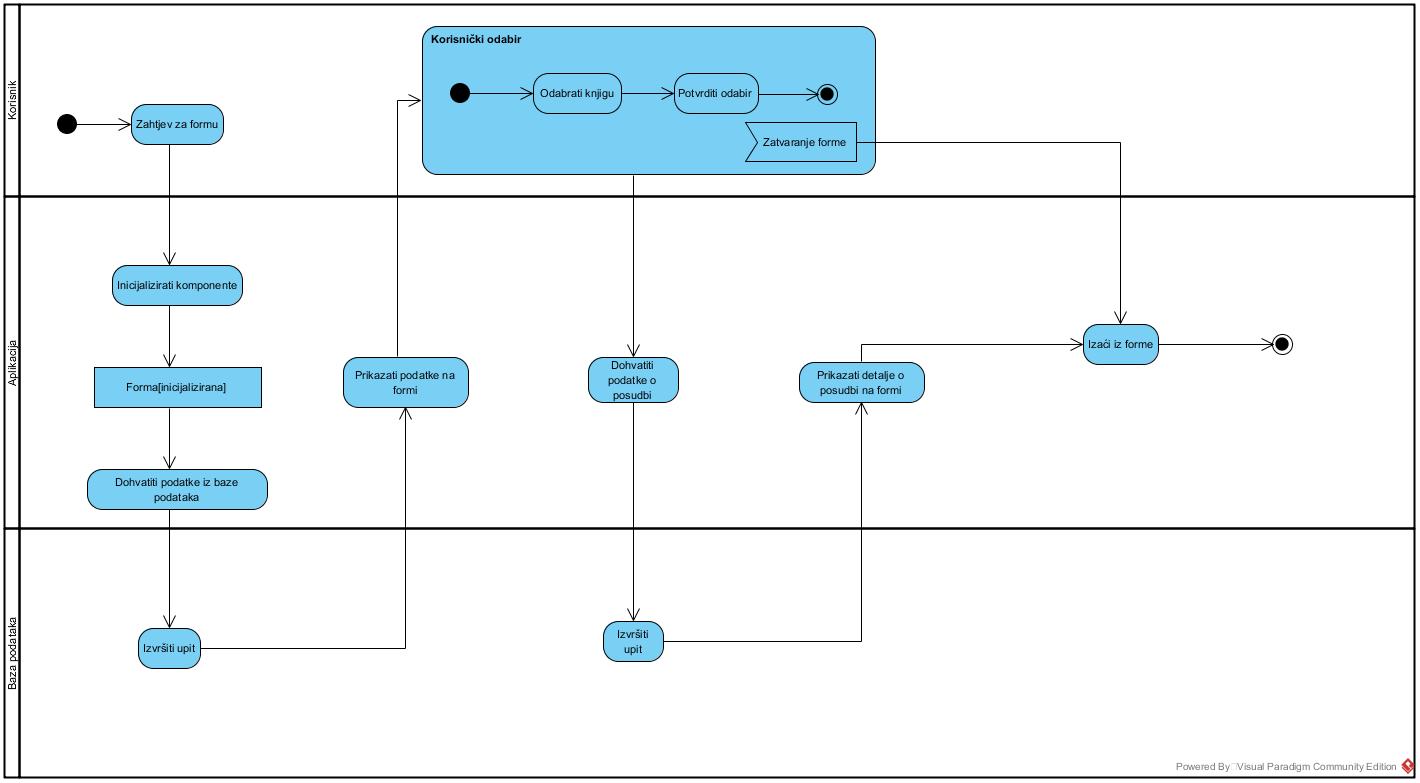 Korisnik
Korisnički odabir
Odabrati knjigu
Potvrditi odabir
Zahtjev za formu
Zatvaranje forme
Aplikacija
Inicijalizirati komponente
Forma[inicijalizirana]
Dohvatiti podatke iz baze
podataka
Prikazati podatke na
formi
Dohvatiti
podatke o
posudbi
Prikazati detalje o
posudbi na formi
Izaći iz forme
Baza podataka
Izvršiti upit
Izvršiti
upit
Powered By Visual Paradigm Community Edition